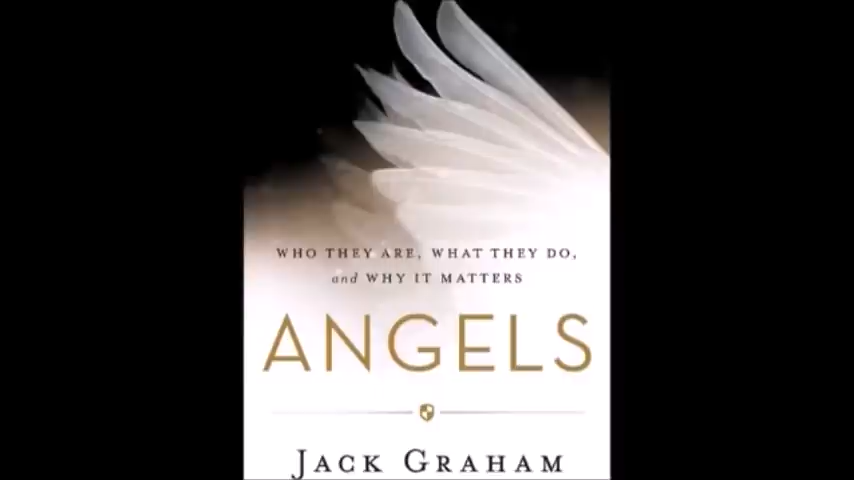 WHO THEY ARE, WHAT THEY DO,
and WHY IT MATTERS
ANGELS
JACK GRAHAM